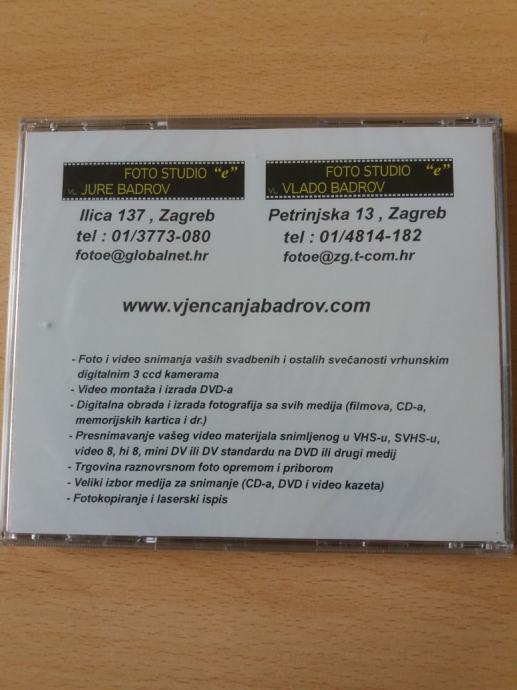 FOTO STUDIO "e"
VL. JURE BADROV
Ilica 137 , Zagreb
tel : 01/3773-080
fotoe@globalnet.hr
FOTO STUDIO "e"
VL. VLADO BADROV
Petrinjska 13 , Zagreb
tel : 01/4814-182
fotoe@zg.t-com.hr
www.vjencanjabadrov.com
- Foto i video snimanja vaših svadbenih i ostalih svečanosti vrhunskim
digitalnim 3 ccd kamerama
- Video montaža i izrada DVD-a
- Digitalna obrada i izrada fotografija sa svih medija (filmova, CD-a,
memorijskih kartica i dr.)
- Presnimavanje vašeg video materijala snimljenog u VHS-u, SVHS-u,
video 8, hi 8, mini DV ili DV standardu na DVD ili drugi medij
- Trgovina raznovrsnom foto opremom i priborom
- Veliki izbor medija za snimanje (CD-a, DVD i video kazeta)
- Fotokopiranje i laserski ispis